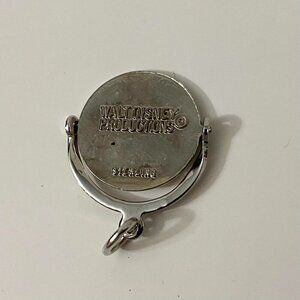 WALT DISNEY
PRODUCTIONS ©
STERLING